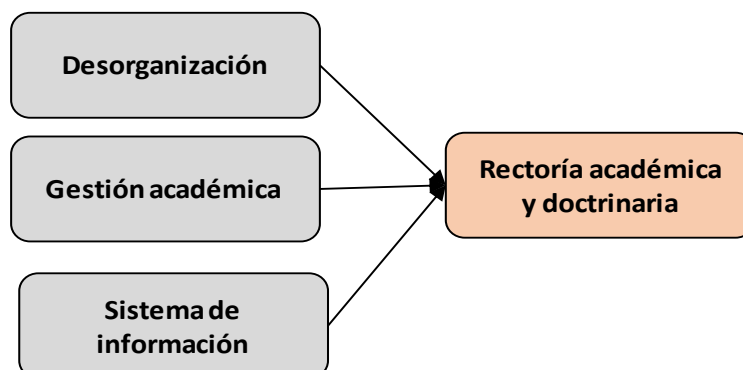 Desorganización
Gestión académica
Rectoría académica
y doctrinaria
Sistema de
información